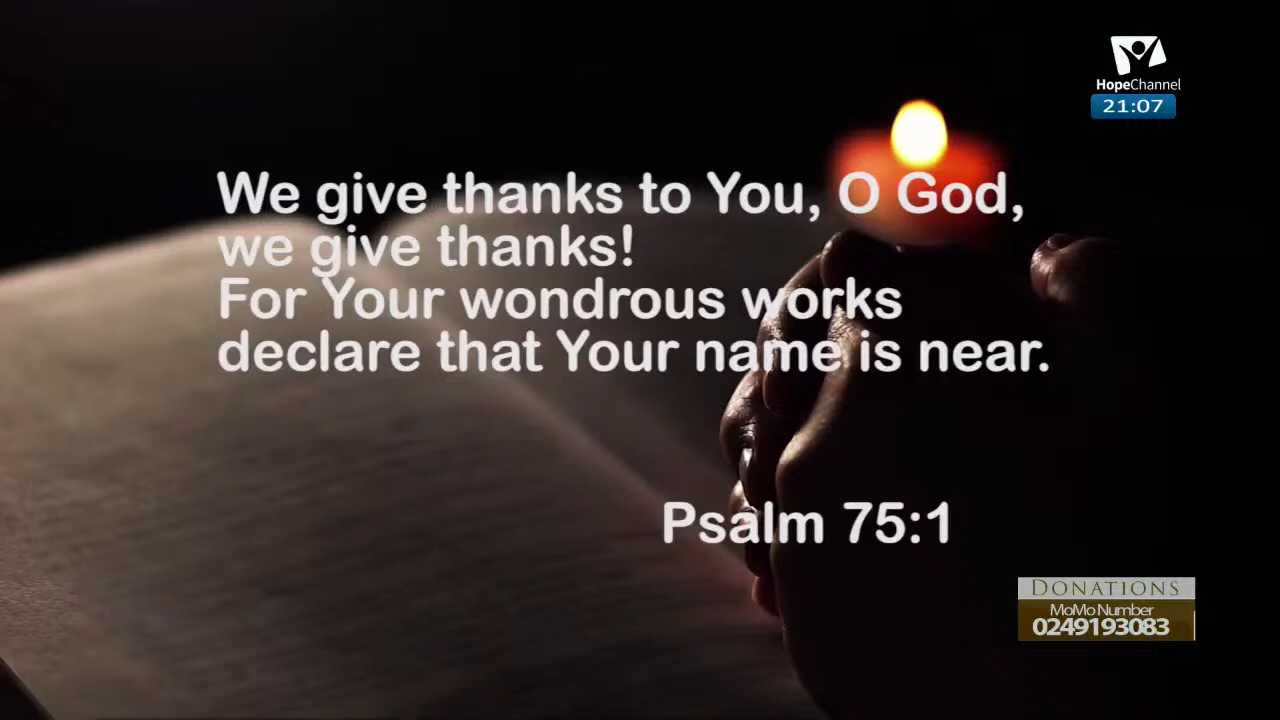 HopeChannel
21:07
We give thanks to You, O God,
we give thanks!
For Your wondrous works
declare that Your name is near.
Psalm 75:1
DONATIONS
MoMo Number
0249193083